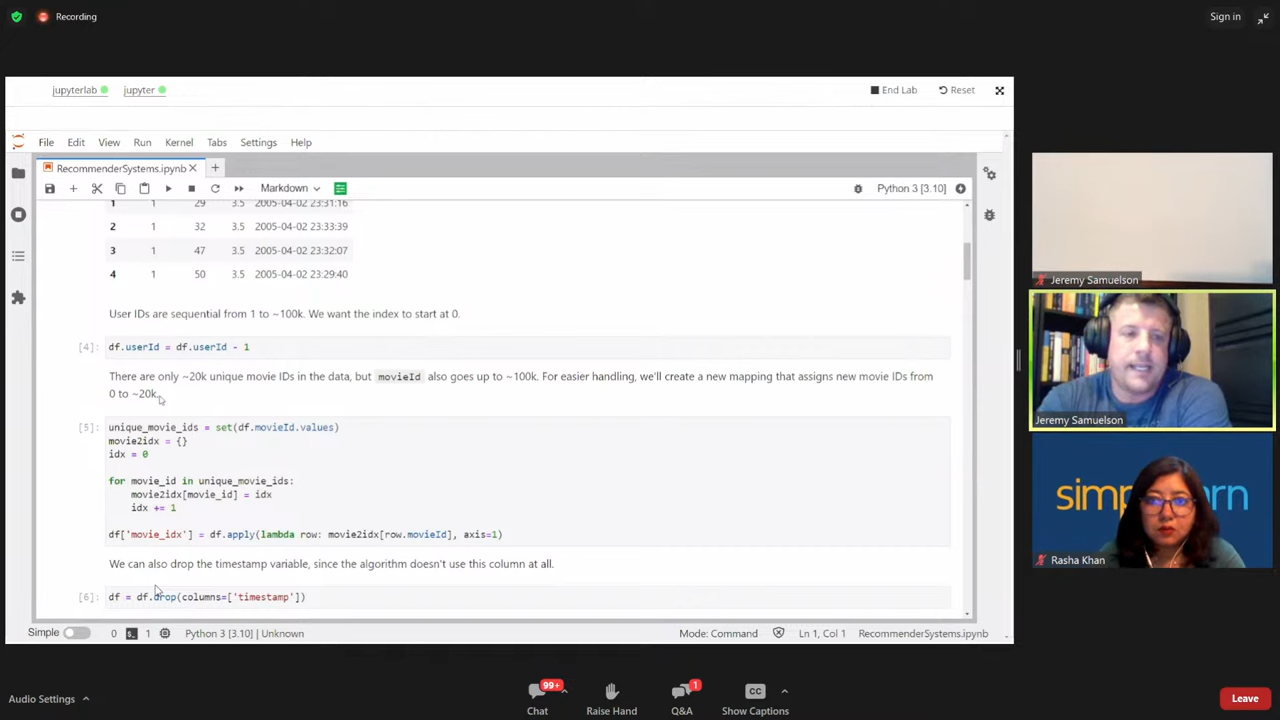 Recording
Sign in
jupyterlab
jupyter
End Lab
Reset
File Edit View Run Kernel Tabs Settings Help
RecommenderSystems.ipynb
Markdown
Python 3 [3.10]
1 1 29 3.5 2005-04-02 23:31:16
2 1 32 3.5 2005-04-02 23:33:39
3 1 47 3.5 2005-04-02 23:32:07
4 1 50 3.5 2005-04-02 23:29:40
User IDs are sequential from 1 to ~100k. We want the index to start at 0.
[4]: df.userId = df.userId - 1
There are only ~20k unique movie IDs in the data, but movieId also goes up to ~100k. For easier handling, we'll create a new mapping that assigns new movie IDs from
0 to ~20k.
[5]: unique_movie_ids = set(df.movieId.values)
movie2idx = {}
idx = 0
for movie_id in unique_movie_ids:
movie2idx[movie_id] = idx
idx += 1
df['movie_idx'] = df.apply(lambda row: movie2idx[row.movieId], axis=1)
We can also drop the timestamp variable, since the algorithm doesn't use this column at all.
[6]: df = df.drop(columns=['timestamp'])
Simple 0 1 Python 3 [3.10] | Unknown Mode: Command Ln 1, Col 1 RecommenderSystems.ipynb
Jeremy Samuelson
Jeremy Samuelson
Rasha Khan
Audio Settings
99+
Chat
Raise Hand
1
Q&A
CC
Show Captions
Leave